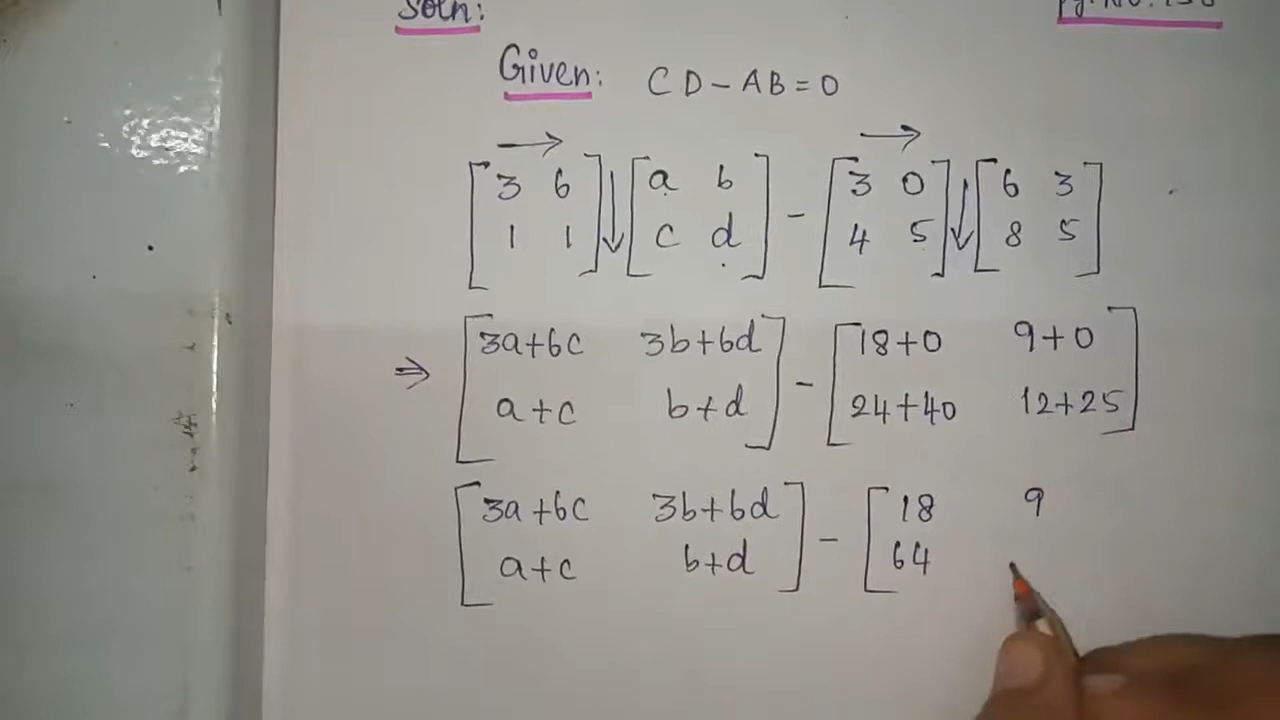 Soln:
Given: CD - AB = 0
[3 6 [a b - [3 0 [6 3
1 1] c d] 4 5] 8 5]
⇒ [3a+6c 3b+6d - [18+0 9+0
a+c b+d] 24+40 12+25]
[3a+6c 3b+6d - [18 9
a+c b+d] 64